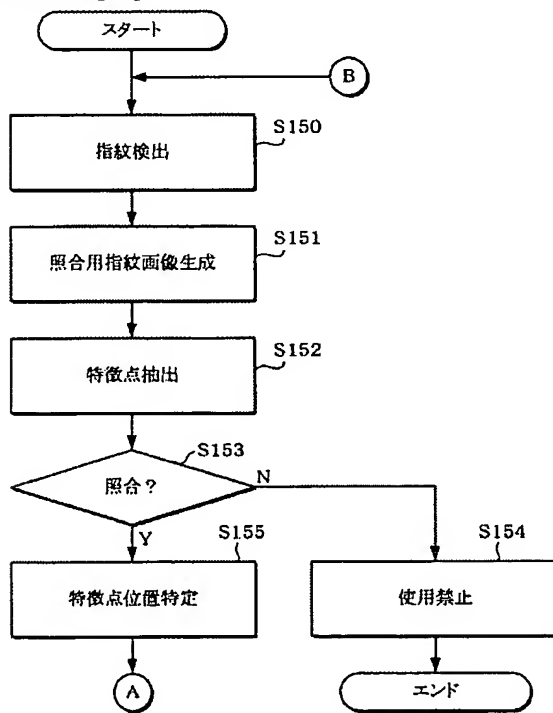 スタート
B
S150
指紋検出
S151
照合用指紋画像生成
S152
特徴点抽出
S153
照合？
N
Y
S155
特徴点位置特定
S154
使用禁止
A
エンド